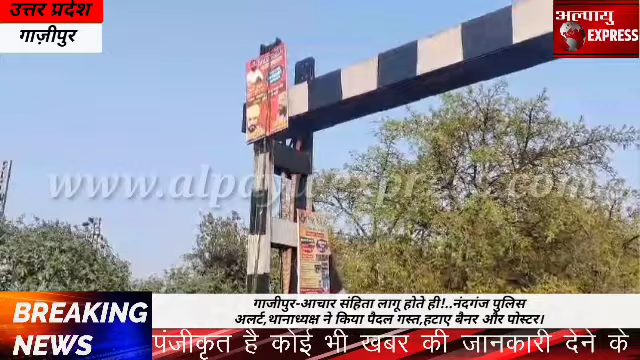 उत्तर प्रदेश
गाज़ीपुर
अल्पायु
EXPRESS
www.alpayuexpress.com
BREAKING
NEWS
गाजीपुर-आचार संहिता लागू होते ही!..नंदगंज पुलिस
अलर्ट,थानाध्यक्ष ने किया पैदल गस्त,हटाए बैनर और पोस्टर।
पंजीकृत है कोई भी खबर की जानकारी देने के